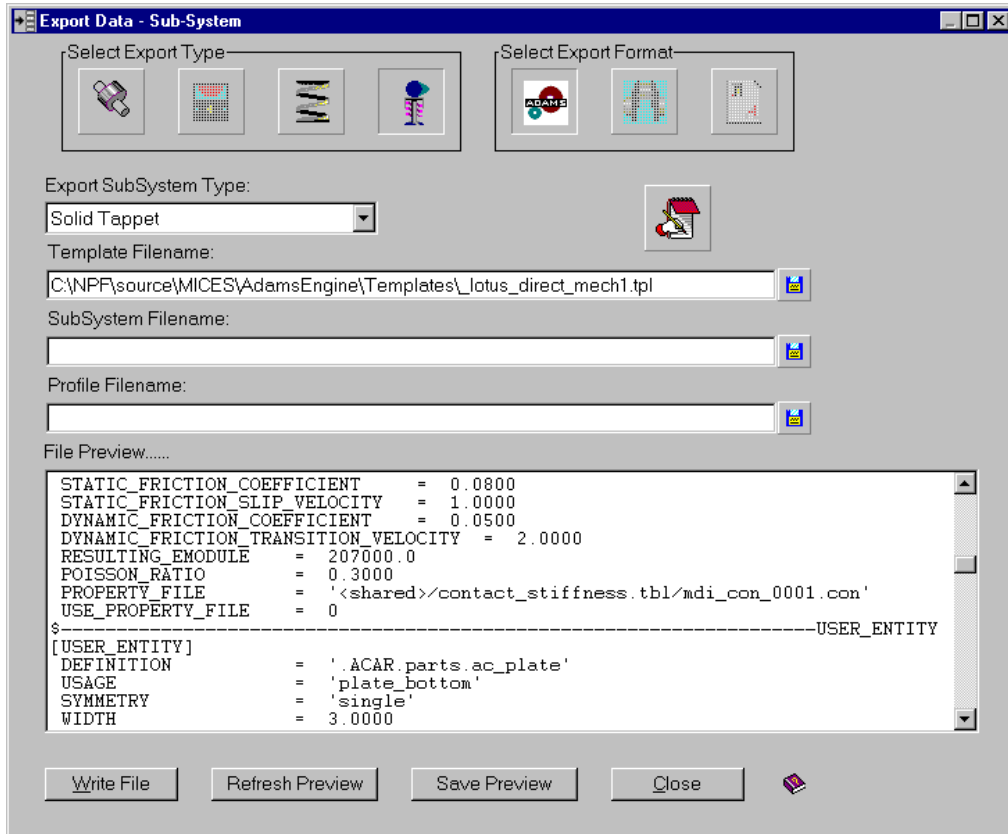 Export Data - Sub-System
Select Export Type
Select Export Format
ADAMS
Export SubSystem Type:
Solid Tappet
Template Filename:
C:\NPF\source\MICES\AdamsEngine\Templates\_lotus_direct_mech1.tpl
SubSystem Filename:
Profile Filename:
File Preview......
STATIC_FRICTION_COEFFICIENT = 0.0800
STATIC_FRICTION_SLIP_VELOCITY = 1.0000
DYNAMIC_FRICTION_COEFFICIENT = 0.0500
DYNAMIC_FRICTION_TRANSITION_VELOCITY = 2.0000
RESULTING_EMODULE = 207000.0
POISSON_RATIO = 0.3000
PROPERTY_FILE = '<shared>/contact_stiffness.tbl/mdi_con_0001.con'
USE_PROPERTY_FILE = 0
$---------------------------------------------------------------------USER_ENTITY
[USER_ENTITY]
DEFINITION = '.ACAR.parts.ac_plate'
USAGE = 'plate_bottom'
SYMMETRY = 'single'
WIDTH = 3.0000
Write File
Refresh Preview
Save Preview
Close